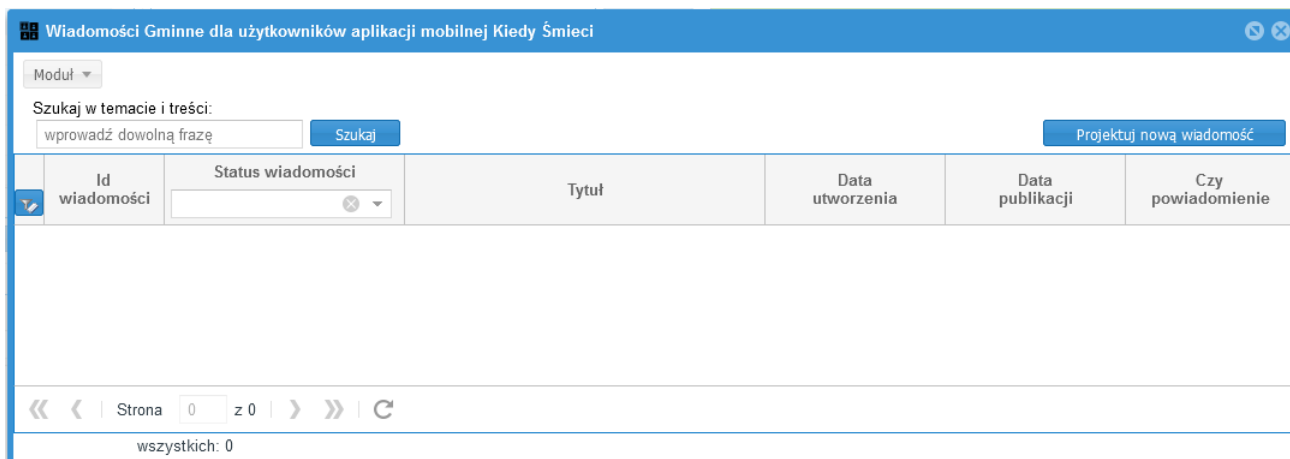 Wiadomości Gminne dla użytkowników aplikacji mobilnej Kiedy Śmieci
Moduł
Szukaj w temacie i treści:
wprowadź dowolną frazę
Szukaj
Projektuj nową wiadomość
Id wiadomości
Status wiadomości
Tytuł
Data utworzenia
Data publikacji
Czy powiadomienie
Strona 0 z 0
wszystkich: 0